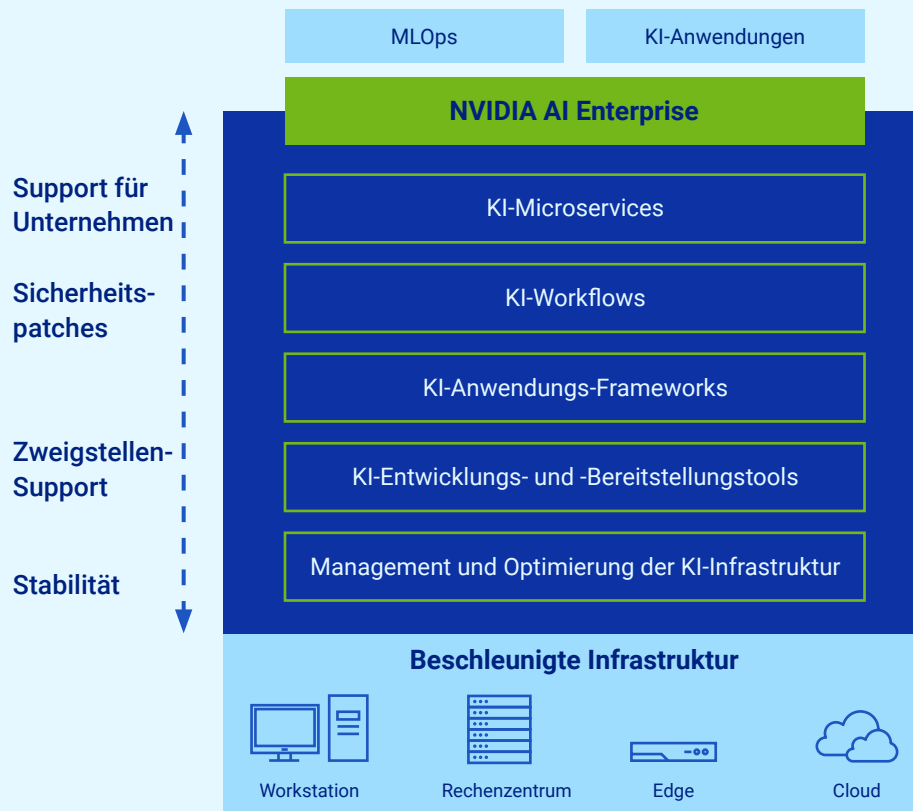 MLOps
KI-Anwendungen
NVIDIA AI Enterprise
Support für
Unternehmen
Sicherheits-
patches
Zweigstellen-
Support
Stabilität
KI-Microservices
KI-Workflows
KI-Anwendungs-Frameworks
KI-Entwicklungs- und -Bereitstellungstools
Management und Optimierung der KI-Infrastruktur
Beschleunigte Infrastruktur
Workstation
Rechenzentrum
Edge
Cloud